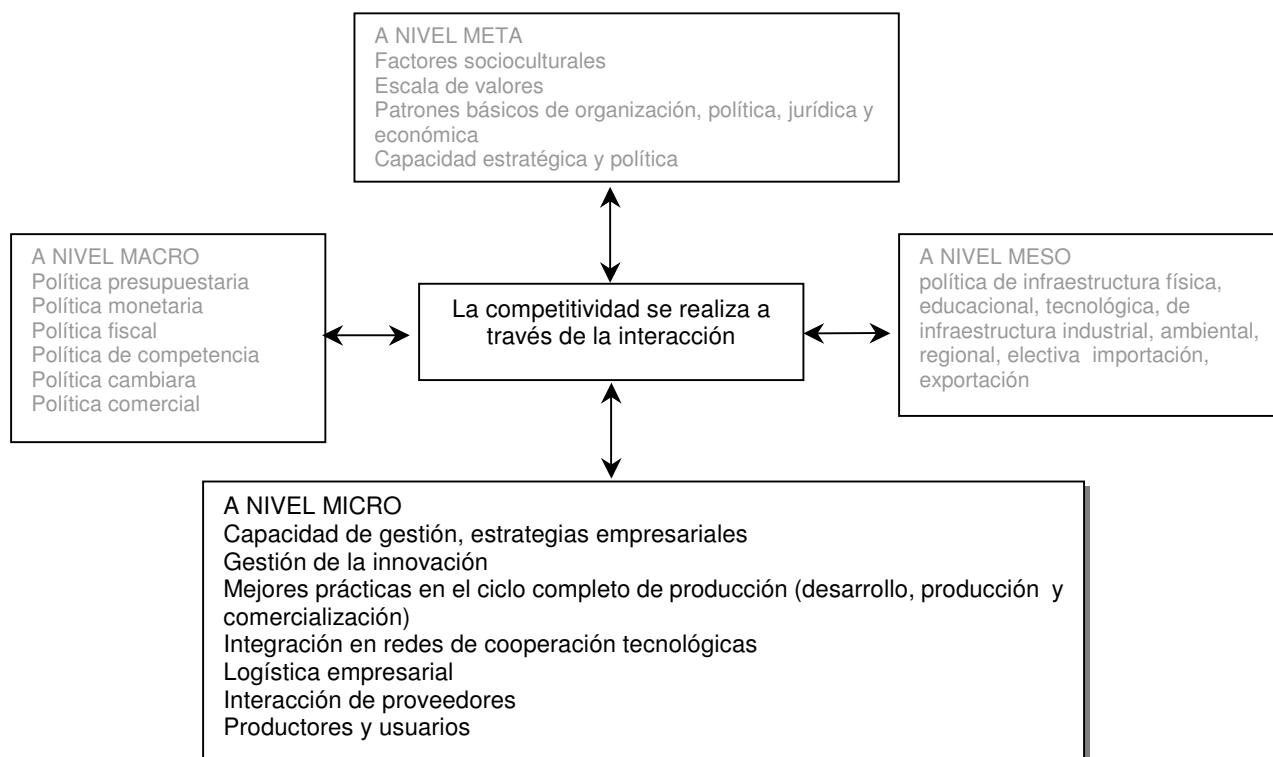 A NIVEL META
Factores socioculturales
Escala de valores
Patrones básicos de organización, política, jurídica y
económica
Capacidad estratégica y política
A NIVEL MACRO
Política presupuestaria
Política monetaria
Política fiscal
Política de competencia
Política cambiara
Política comercial
La competitividad se realiza a
través de la interacción
A NIVEL MESO
política de infraestructura física,
educacional, tecnológica, de
infraestructura industrial, ambiental,
regional, electiva importación,
exportación
A NIVEL MICRO
Capacidad de gestión, estrategias empresariales
Gestión de la innovación
Mejores prácticas en el ciclo completo de producción (desarrollo, producción y
comercialización)
Integración en redes de cooperación tecnológicas
Logística empresarial
Interacción de proveedores
Productores y usuarios